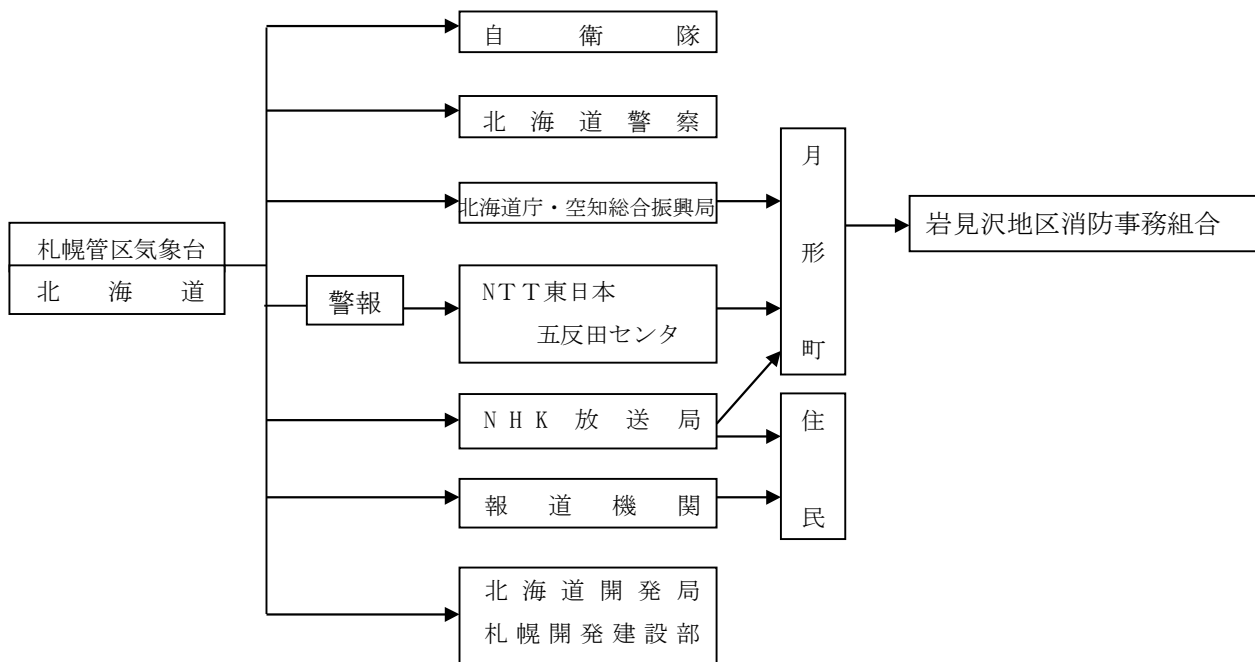 自衛隊
北海道警察
北海道庁・空知総合振興局
札幌管区気象台
北海道
警報
NTT東日本
五反田センタ
NHK放送局
報道機関
北海道開発局
札幌開発建設部
月形町
住民
岩見沢地区消防事務組合